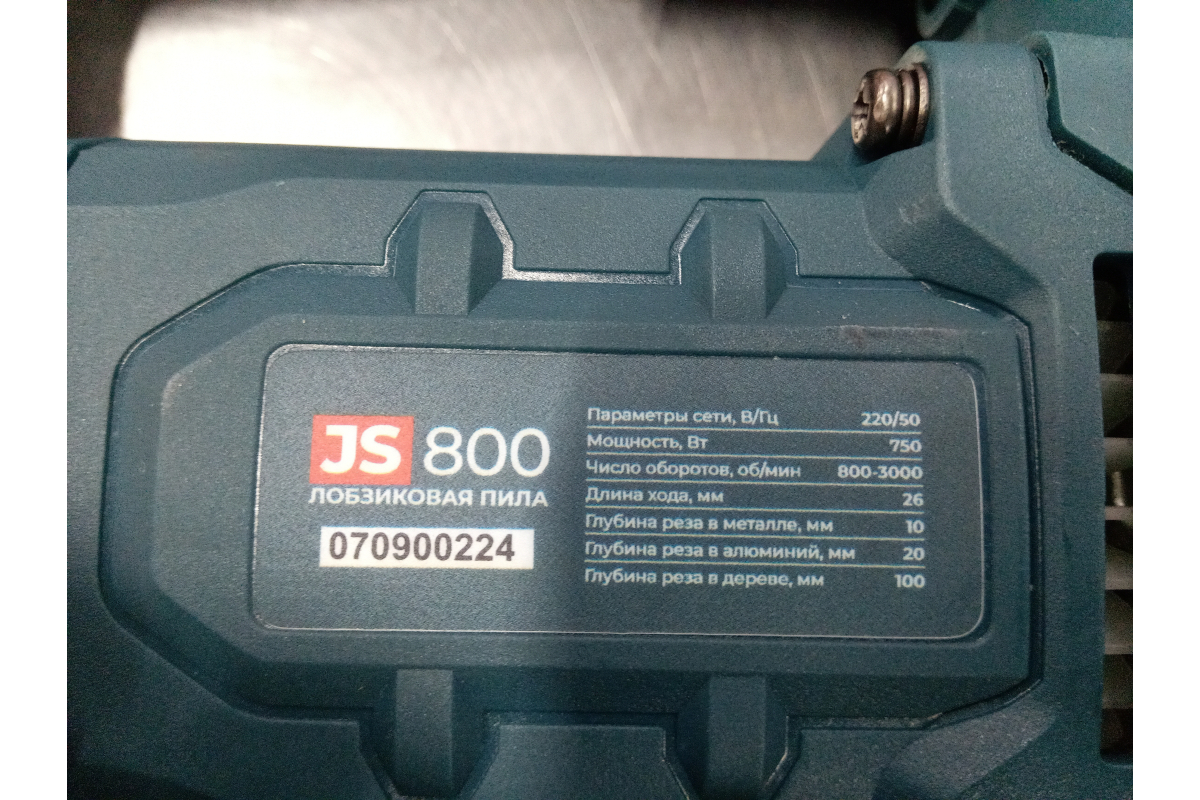 JS 800
ЛОБЗИКОВАЯ ПИЛА
070900224
Параметры сети, В/Гц 220/50
Мощность, Вт 750
Число оборотов, об/мин 800-3000
Длина хода, мм 26
Глубина реза в металле, мм 10
Глубина реза в алюминий, мм 20
Глубина реза в дереве, мм 100